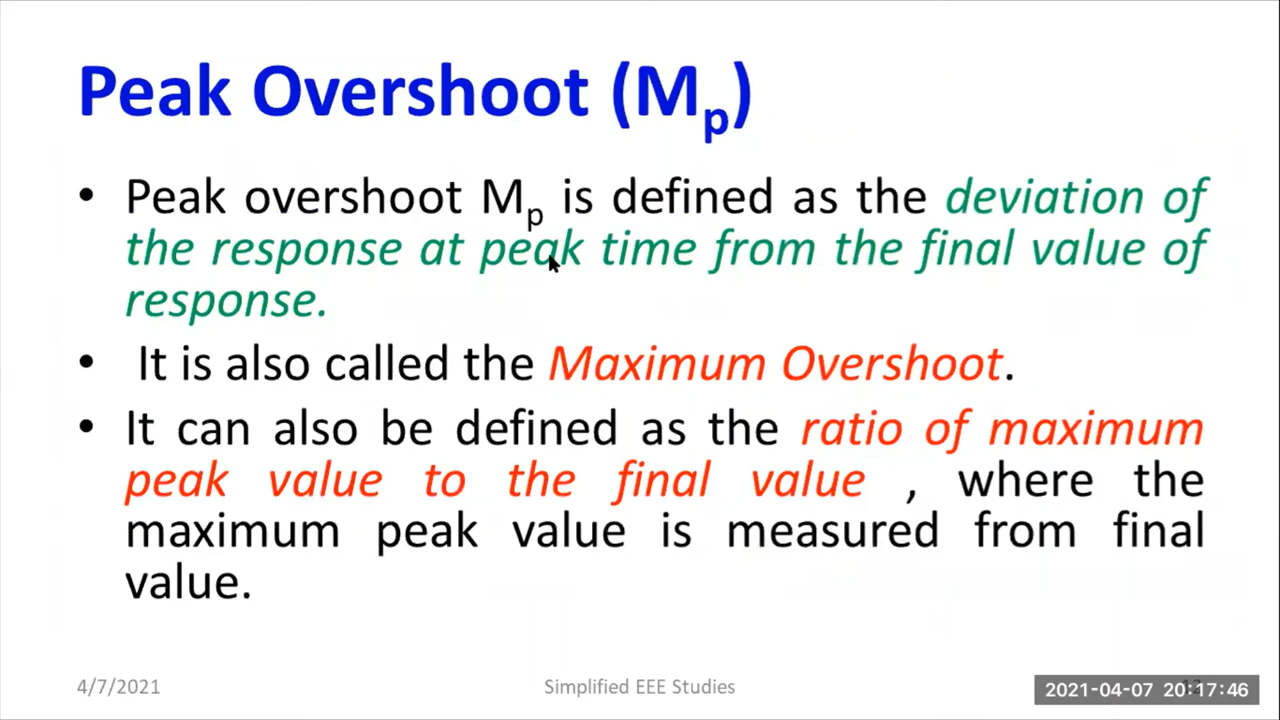 Peak Overshoot (Mp)
• Peak overshoot Mp is defined as the deviation of
the response at peak time from the final value of
response.
• It is also called the Maximum Overshoot.
• It can also be defined as the ratio of maximum
peak value to the final value , where the
maximum peak value is measured from final
value.
4/7/2021
Simplified EEE Studies
2021-04-07 20:17:46